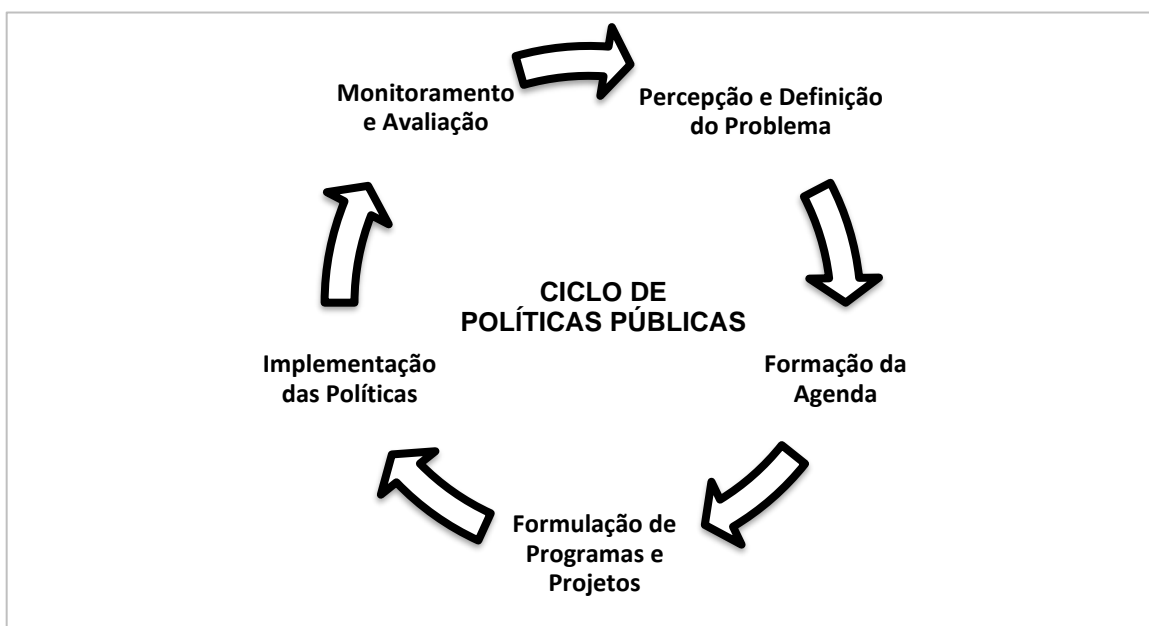 Monitoramento
e Avaliação
Percepção e Definição
do Problema
CICLO DE
POLÍTICAS PÚBLICAS
Implementação
das Políticas
Formação da
Agenda
Formulação de
Programas e
Projetos